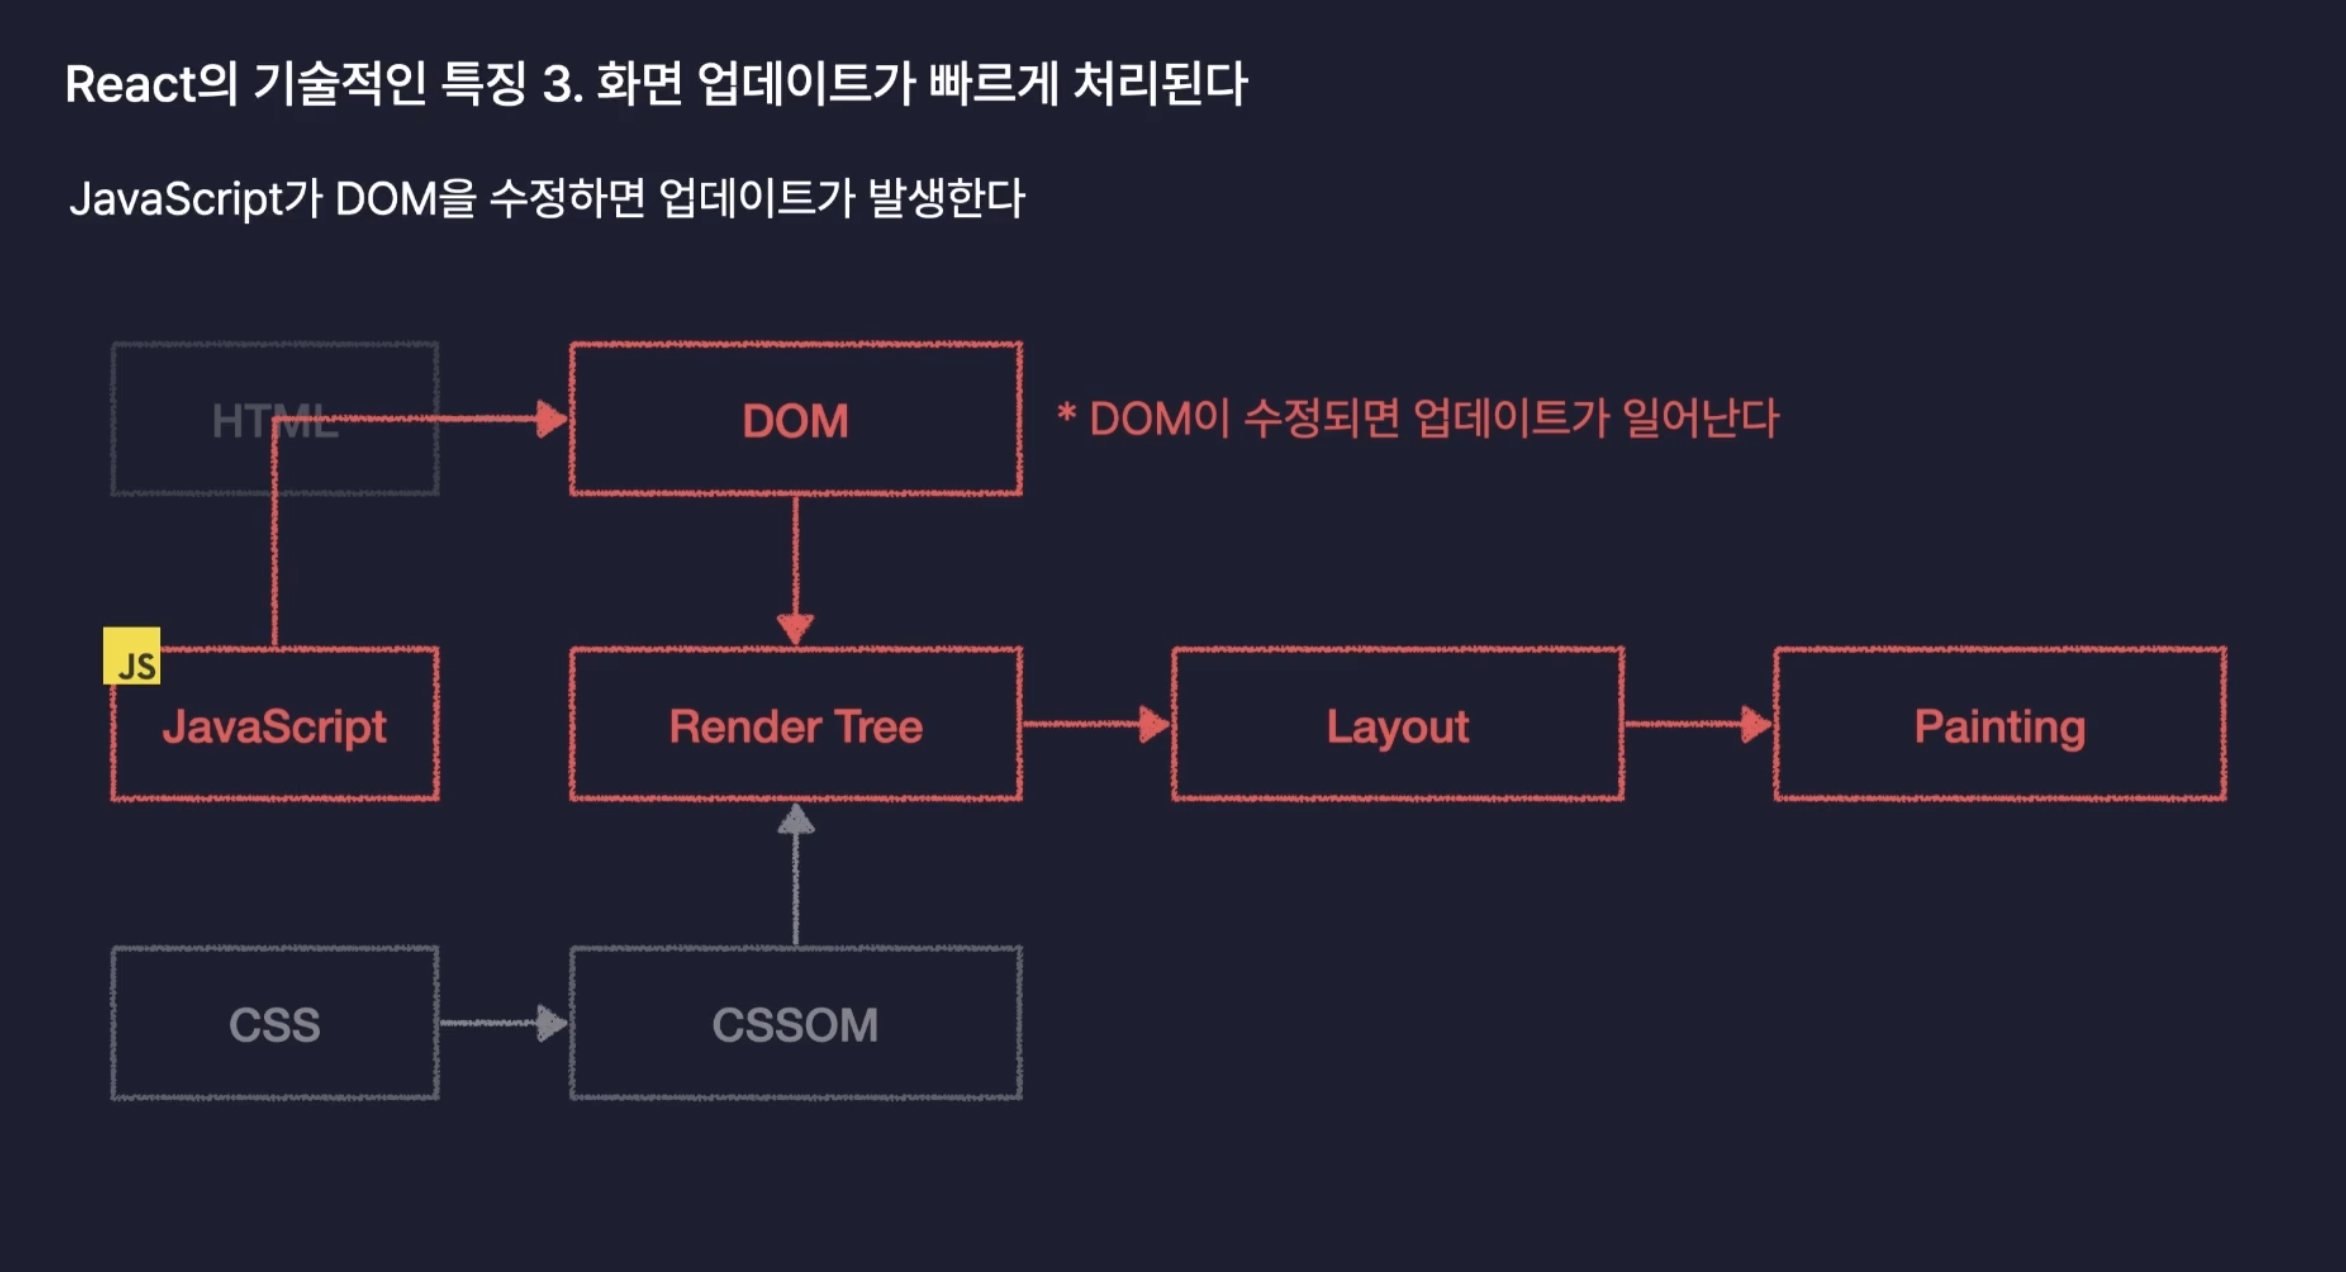 React의 기술적인 특징 3. 화면 업데이트가 빠르게 처리된다
JavaScript가 DOM을 수정하면 업데이트가 발생한다
HTML
DOM
* DOM이 수정되면 업데이트가 일어난다
JS
JavaScript
Render Tree
Layout
Painting
CSS
CSSOM